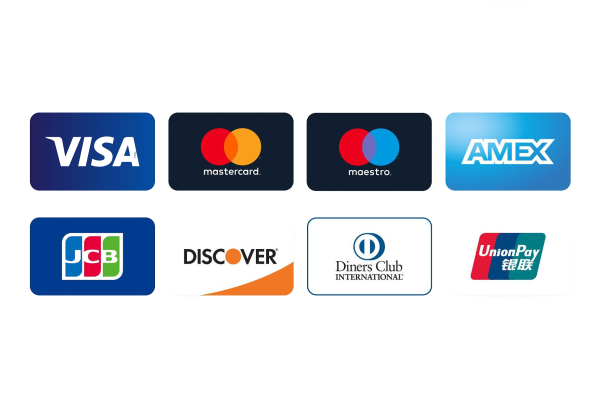 VISA
mastercard.
maestro.
AMEX
JCB
DISCOVER
Diners Club
INTERNATIONAL
UnionPay
银联